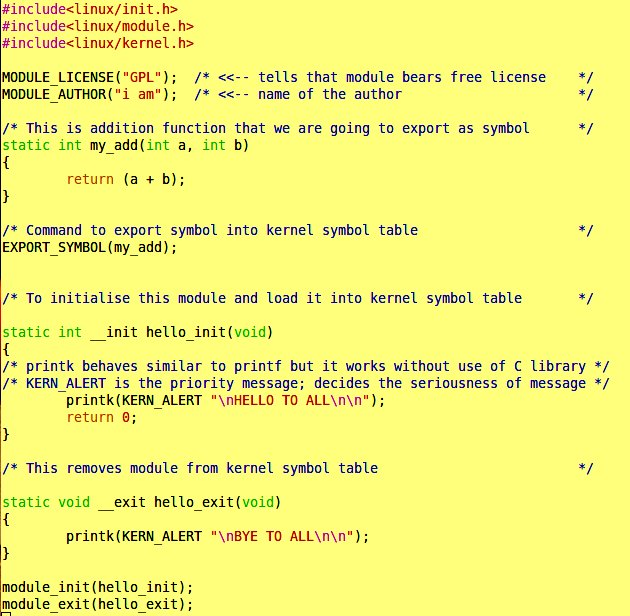 #include<linux/init.h>
#include<linux/module.h>
#include<linux/kernel.h>
MODULE_LICENSE("GPL");  /* <<-- tells that module bears free license    */
MODULE_AUTHOR("i am");  /* <<-- name of the author                      */
/* This is addition function that we are going to export as symbol      */
static int my_add(int a, int b)
{
        return (a + b);
}
/* Command to export symbol into kernel symbol table                    */
EXPORT_SYMBOL(my_add);
/* To initialise this module and load it into kernel symbol table       */
static int __init hello_init(void)
{
/* printk behaves similar to printf but it works without use of C library */
/* KERN_ALERT is the priority message; decides the seriousness of message */
        printk(KERN_ALERT "\nHELLO TO ALL\n\n");
        return 0;
}
/* This removes module from kernel symbol table                         */
static void __exit hello_exit(void)
{
        printk(KERN_ALERT "\nBYE TO ALL\n\n");
}
module_init(hello_init);
module_exit(hello_exit);